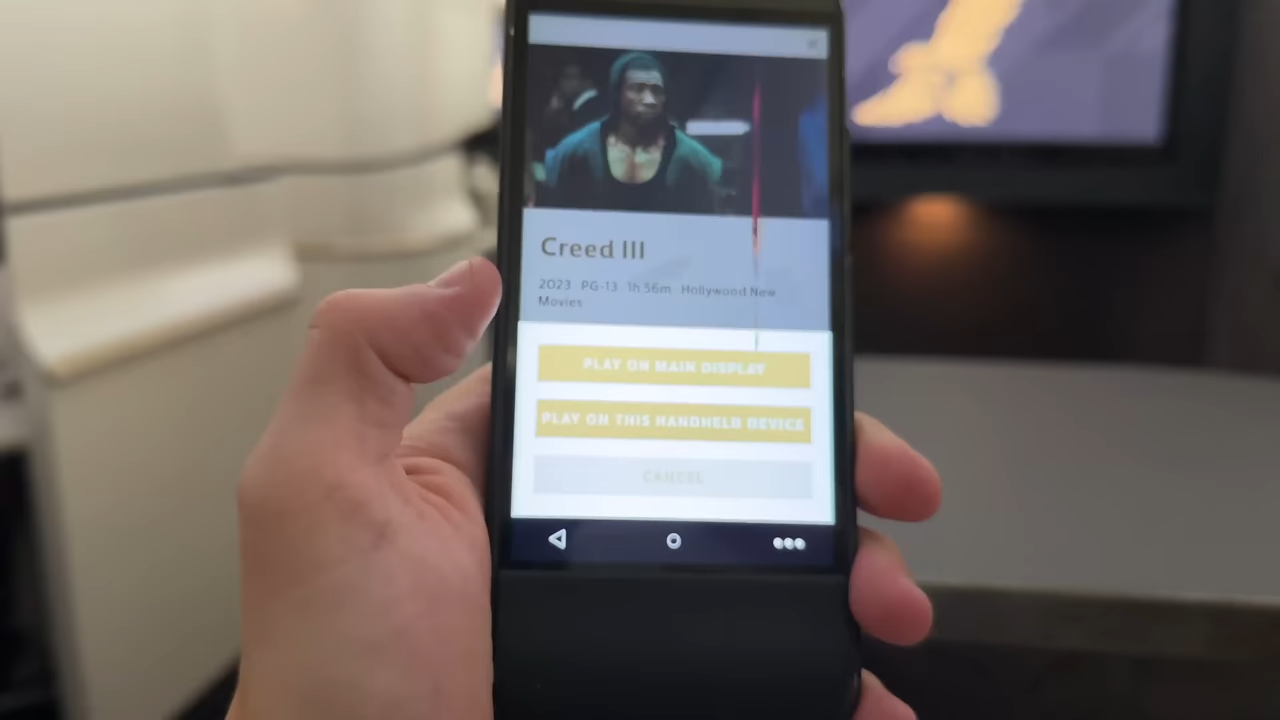 Creed III
2023 PG-13 1h 56m Hollywood New
Movies
PLAY ON MAIN DISPLAY
PLAY ON THIS HANDHELD DEVICE
CANCEL